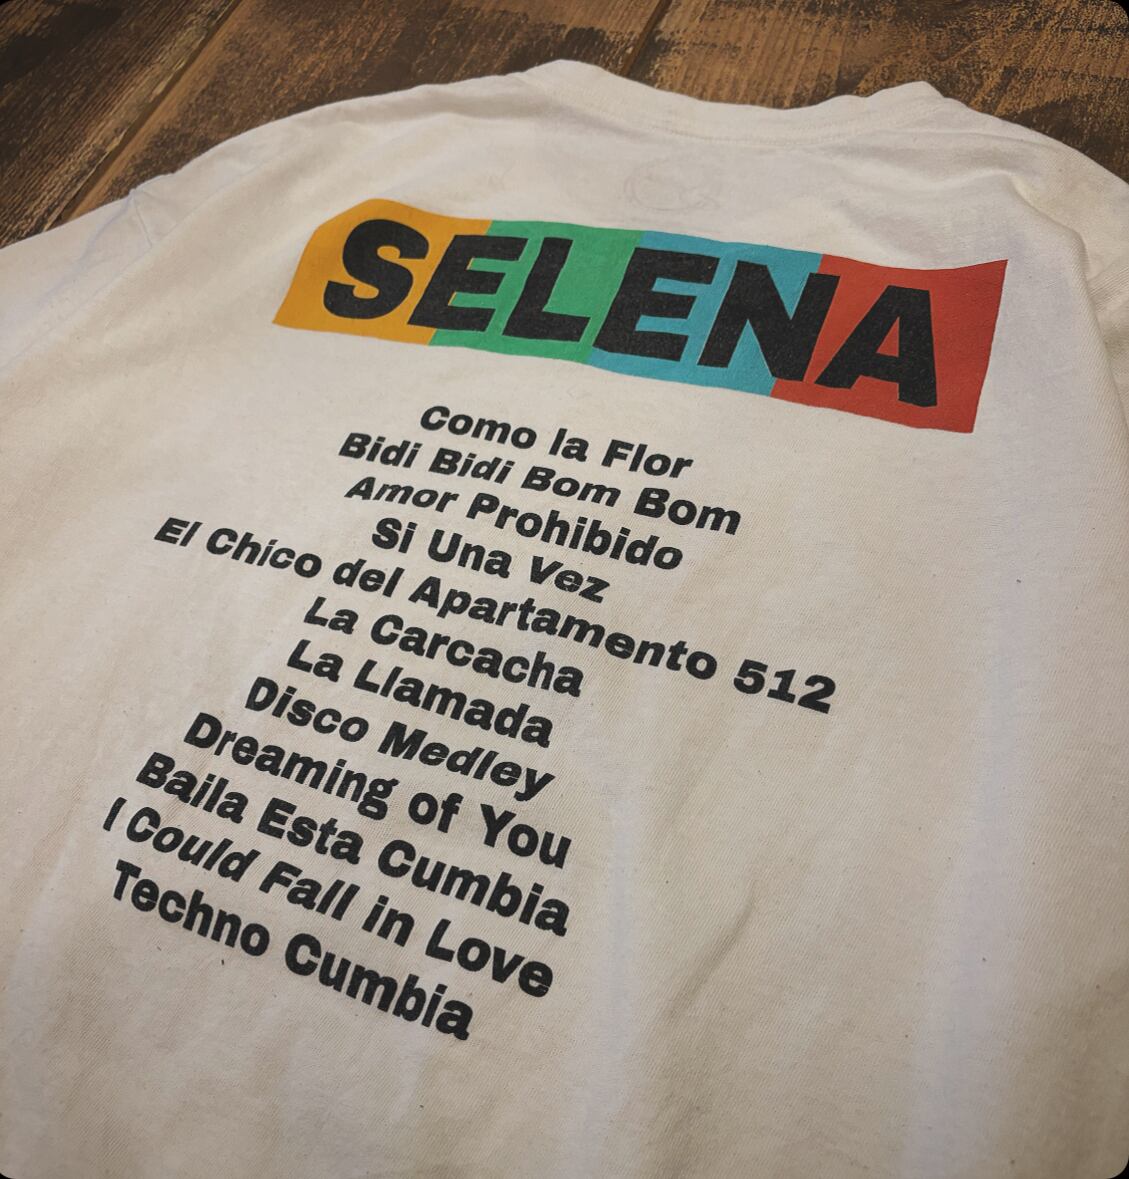 SELENA
Como la Flor
Bidi Bidi Bom Bom
Amor Prohibido
Si Una Vez
El Chico del Apartamento 512
La Carcacha
La Llamada
Disco Medley
Dreaming of You
Baila Esta Cumbia
I Could Fall in Love
Techno Cumbia